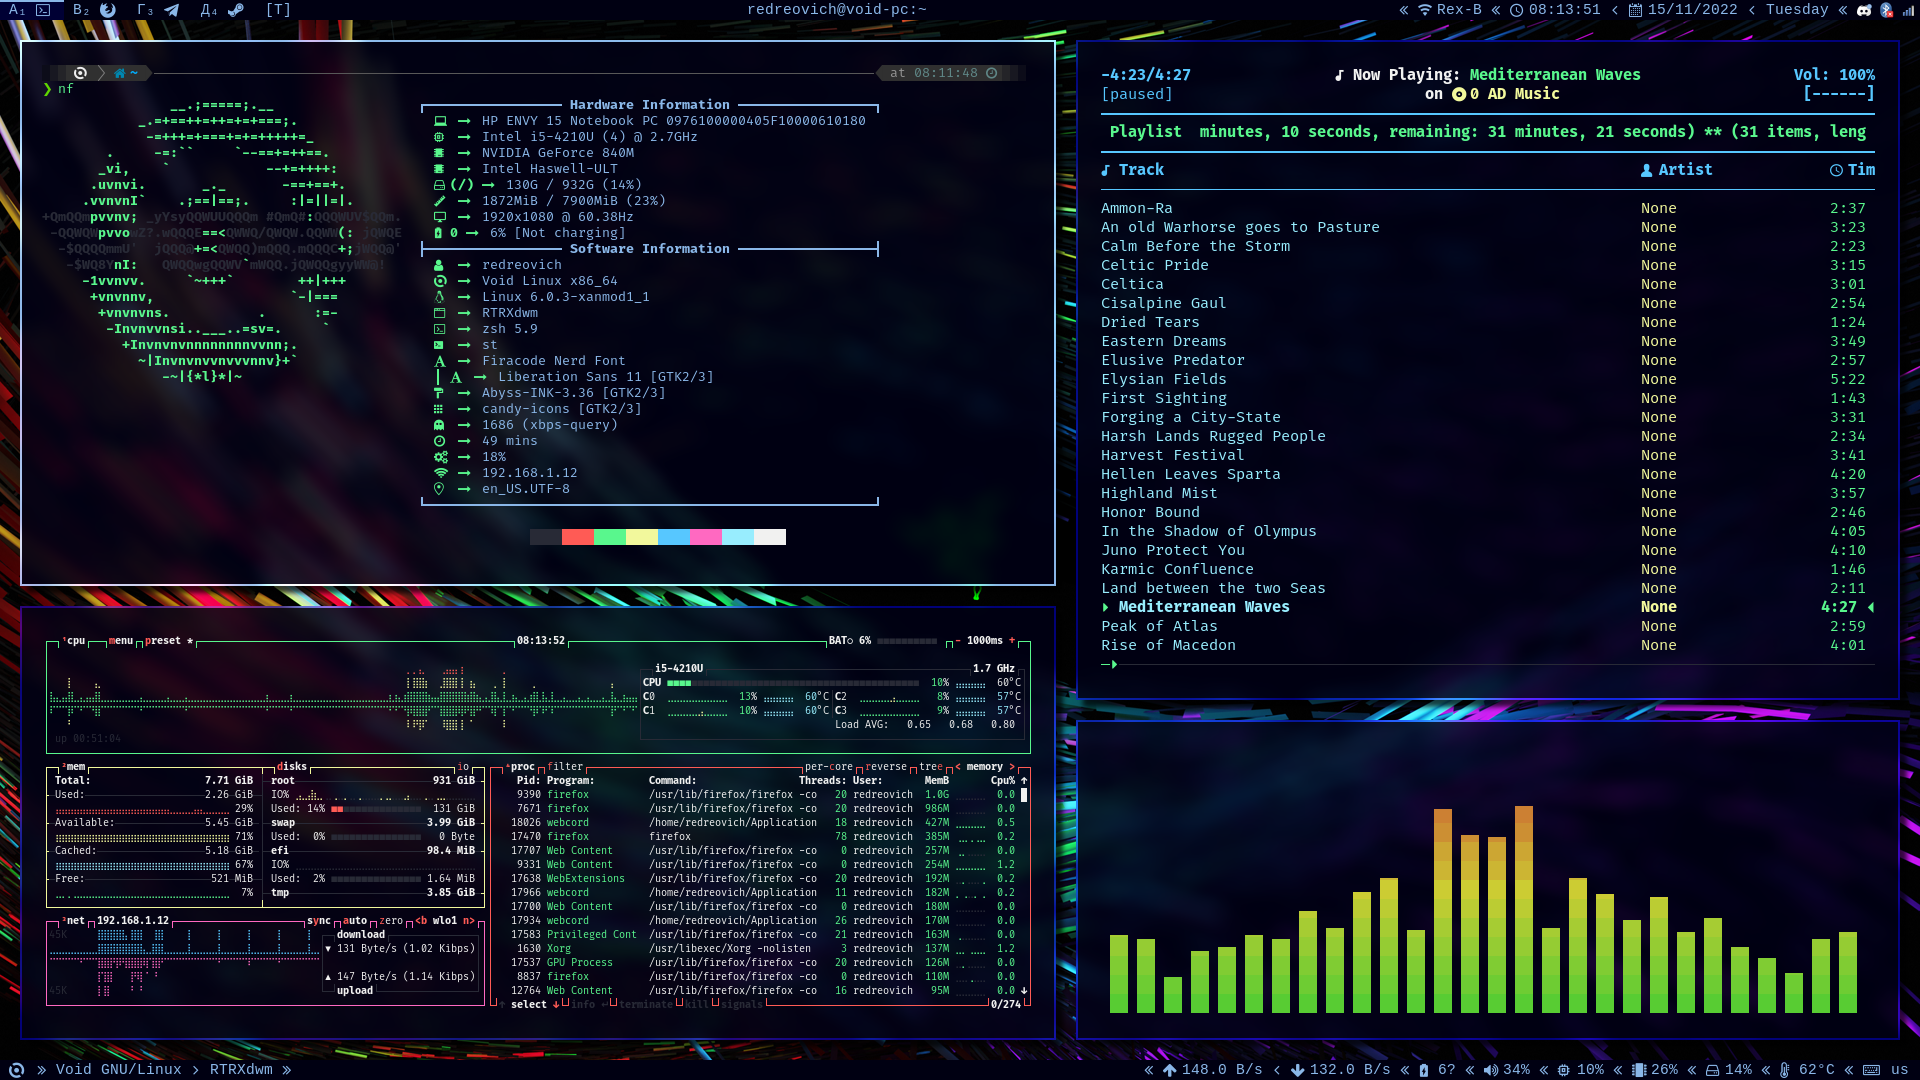 А₁ В₂ Г₃ Д₄ [T]
redreovich@void-pc:~
« Rex-B « 08:13:51 < 15/11/2022 < Tuesday «
~ at 08:11:48
❯ nf
Hardware Information
→ HP ENVY 15 Notebook PC 0976100000405F10000610180
→ Intel i5-4210U (4) @ 2.7GHz
→ NVIDIA GeForce 840M
→ Intel Haswell-ULT
(/) → 130G / 932G (14%)
→ 1872MiB / 7900MiB (23%)
→ 1920x1080 @ 60.38Hz
0 → 6% [Not charging]
Software Information
→ redreovich
→ Void Linux x86_64
→ Linux 6.0.3-xanmod1_1
→ RTRXdwm
→ zsh 5.9
→ st
→ Firacode Nerd Font
→ Liberation Sans 11 [GTK2/3]
→ Abyss-INK-3.36 [GTK2/3]
→ candy-icons [GTK2/3]
→ 1686 (xbps-query)
→ 49 mins
→ 18%
→ 192.168.1.12
→ en_US.UTF-8
-4:23/4:27 Now Playing: Mediterranean Waves Vol: 100%
[paused] on 0 AD Music [------]
Playlist minutes, 10 seconds, remaining: 31 minutes, 21 seconds) ** (31 items, leng
Track Artist Tim
Ammon-Ra None 2:37
An old Warhorse goes to Pasture None 3:23
Calm Before the Storm None 2:23
Celtic Pride None 3:15
Celtica None 3:01
Cisalpine Gaul None 2:54
Dried Tears None 1:24
Eastern Dreams None 3:49
Elusive Predator None 2:57
Elysian Fields None 5:22
First Sighting None 1:43
Forging a City-State None 3:31
Harsh Lands Rugged People None 2:34
Harvest Festival None 3:41
Hellen Leaves Sparta None 4:20
Highland Mist None 3:57
Honor Bound None 2:46
In the Shadow of Olympus None 4:05
Juno Protect You None 4:10
Karmic Confluence None 1:46
Land between the two Seas None 2:11
Mediterranean Waves None 4:27
Peak of Atlas None 2:59
Rise of Macedon None 4:01
¹cpu menu preset * 08:13:52 BAT○ 6% - 1000ms +
i5-4210U 1.7 GHz
CPU 10% 60°C
C0 13% 60°C C2 8% 57°C
C1 10% 60°C C3 9% 57°C
Load AVG: 0.65 0.68 0.80
up 00:51:04
²mem disks io
Total: 7.71 GiB root 931 GiB
Used: 2.26 GiB IO%
29% Used: 14% 131 GiB
Available: 5.45 GiB swap 3.99 GiB
71% Used: 0% 0 Byte
Cached: 5.18 GiB efi 98.4 MiB
67% IO%
Free: 521 MiB Used: 2% 1.64 MiB
7% tmp 3.85 GiB
³net 192.168.1.12 sync auto zero <b wlo1 n>
45K download
▼ 131 Byte/s (1.02 Kibps)
▲ 147 Byte/s (1.14 Kibps)
45K upload
⁴proc filter per-core reverse tree < memory >
Pid: Program: Command: Threads: User: MemB Cpu% ↑
9390 firefox /usr/lib/firefox/firefox -co 20 redreovich 1.0G 0.0
7671 firefox /usr/lib/firefox/firefox -co 20 redreovich 986M 0.0
18026 webcord /home/redreovich/Application 18 redreovich 427M 0.5
17470 firefox firefox 78 redreovich 385M 0.2
17707 Web Content /usr/lib/firefox/firefox -co 0 redreovich 257M 0.0
9331 Web Content /usr/lib/firefox/firefox -co 0 redreovich 254M 1.2
17638 WebExtensions /usr/lib/firefox/firefox -co 20 redreovich 192M 0.2
17966 webcord /home/redreovich/Application 11 redreovich 182M 0.2
17700 Web Content /usr/lib/firefox/firefox -co 0 redreovich 180M 0.0
17934 webcord /home/redreovich/Application 26 redreovich 170M 0.0
17583 Privileged Cont /usr/lib/firefox/firefox -co 21 redreovich 163M 0.0
1630 Xorg /usr/libexec/Xorg -nolisten 3 redreovich 137M 1.2
17537 GPU Process /usr/lib/firefox/firefox -co 20 redreovich 126M 0.0
8837 firefox /usr/lib/firefox/firefox -co 0 redreovich 110M 0.0
12764 Web Content /usr/lib/firefox/firefox -co 16 redreovich 95M 0.0 ↓
↑ select ↓ info ↵ terminate kill signals 0/274
» Void GNU/Linux > RTRXdwm »
« 148.0 B/s < 132.0 B/s « 6? « 34% « 10% « 26% « 14% « 62°C « us